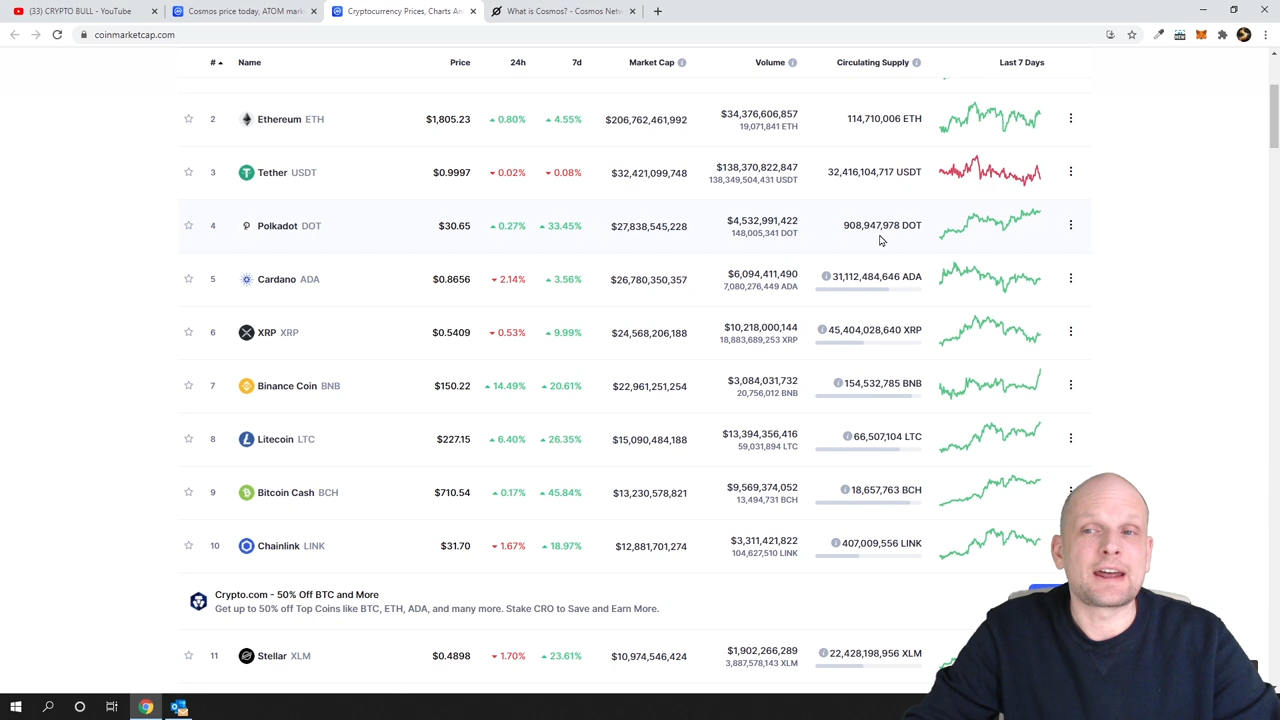 (33) CRYPTO BULL - YouTube
Cosmos price today, ATOM mark
Cryptocurrency Prices, Charts An
What is Cosmos? - Cosmos Netw
coinmarketcap.com
# Name Price 24h 7d Market Cap Volume Circulating Supply Last 7 Days
2 Ethereum ETH $1,805.23 0.80% 4.55% $206,762,461,992 $34,376,606,857 114,710,006 ETH
19,071,841 ETH
3 Tether USDT $0.9997 0.02% 0.08% $32,421,099,748 $138,370,822,847 32,416,104,717 USDT
138,349,504,431 USDT
4 Polkadot DOT $30.65 0.27% 33.45% $27,838,545,228 $4,532,991,422 908,947,978 DOT
148,005,341 DOT
5 Cardano ADA $0.8656 2.14% 3.56% $26,780,350,357 $6,094,411,490 31,112,484,646 ADA
7,080,276,449 ADA
6 XRP XRP $0.5409 0.53% 9.99% $24,568,206,188 $10,218,000,144 45,404,028,640 XRP
18,883,689,253 XRP
7 Binance Coin BNB $150.22 14.49% 20.61% $22,961,251,254 $3,084,031,732 154,532,785 BNB
20,756,012 BNB
8 Litecoin LTC $227.15 6.40% 26.35% $15,090,484,188 $13,394,356,416 66,507,104 LTC
59,031,894 LTC
9 Bitcoin Cash BCH $710.54 0.17% 45.84% $13,230,578,821 $9,569,374,052 18,657,763 BCH
13,494,731 BCH
10 Chainlink LINK $31.70 1.67% 18.97% $12,881,701,274 $3,311,421,822 407,009,556 LINK
104,627,510 LINK
Crypto.com - 50% Off BTC and More
Get up to 50% off Top Coins like BTC, ETH, ADA, and many more. Stake CRO to Save and Earn More.
11 Stellar XLM $0.4898 1.70% 23.61% $10,974,546,424 $1,902,266,289 22,428,198,956 XLM
3,887,578,143 XLM